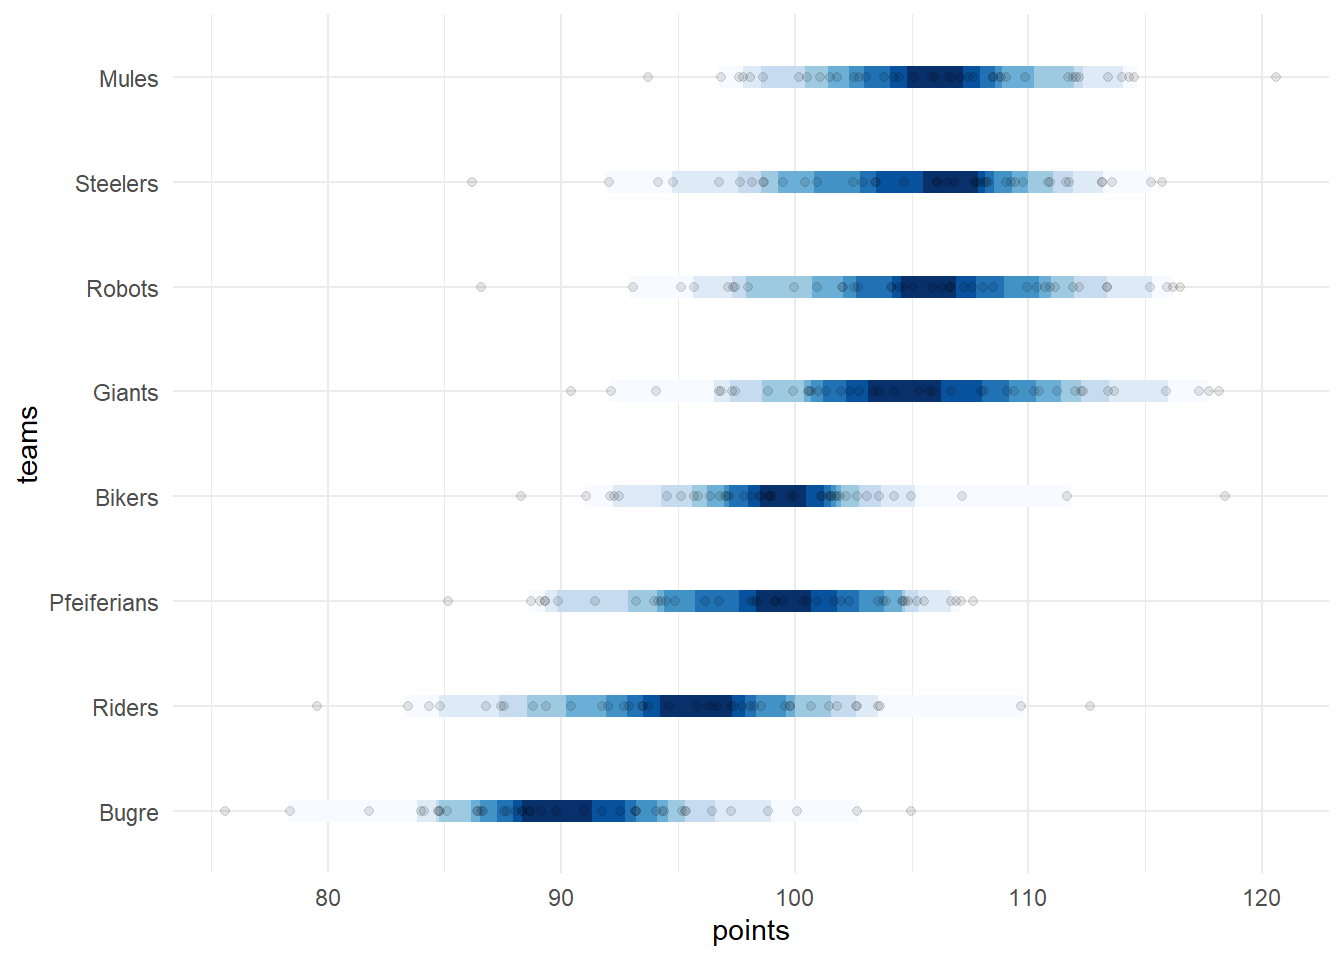 Mules
Steelers
Robots
Giants
Bikers
Pfeiferians
Riders
Bugre
teams
80 90 100 110 120
points